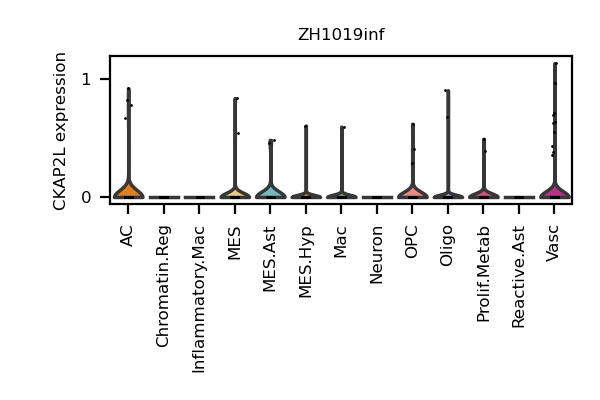 ZH1019inf
CKAP2L expression
1
0
AC
Chromatin.Reg
Inflammatory.Mac
MES
MES.Ast
MES.Hyp
Mac
Neuron
OPC
Oligo
Prolif.Metab
Reactive.Ast
Vasc